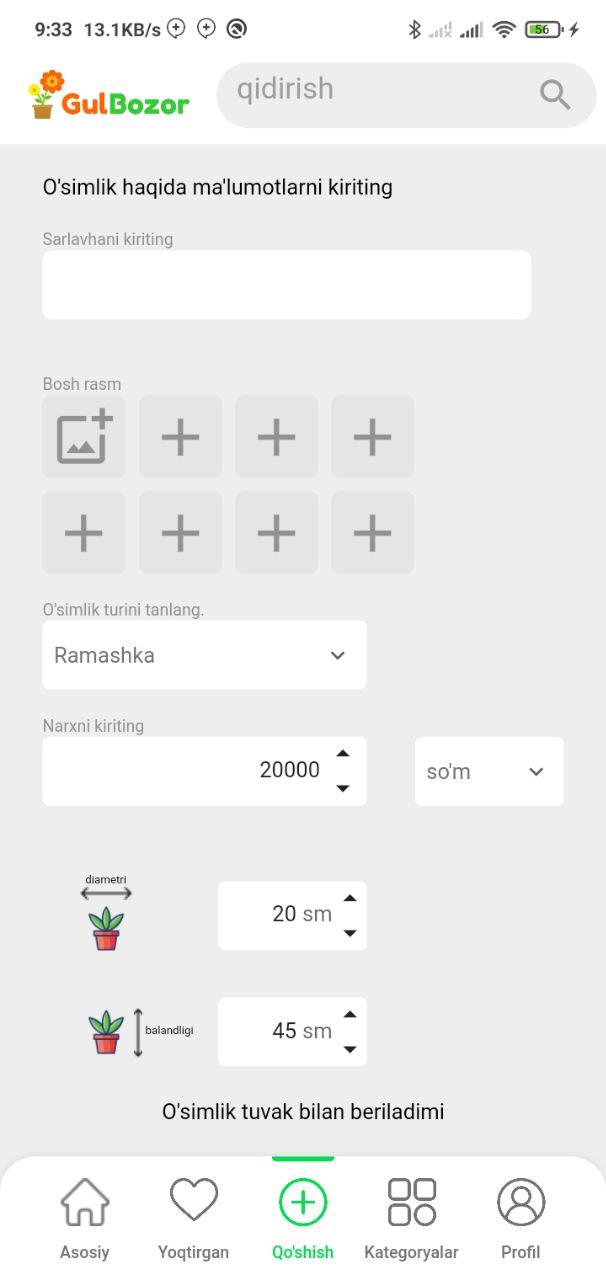 9:33 13.1KB/s 56
GulBozor
qidirish
O'simlik haqida ma'lumotlarni kiriting
Sarlavhani kiriting
Bosh rasm
O'simlik turini tanlang.
Ramashka
Narxni kiriting
20000 so'm
diametri
20 sm
balandligi
45 sm
O'simlik tuvak bilan beriladimi
Asosiy Yoqtirgan Qo'shish Kategoryalar Profil